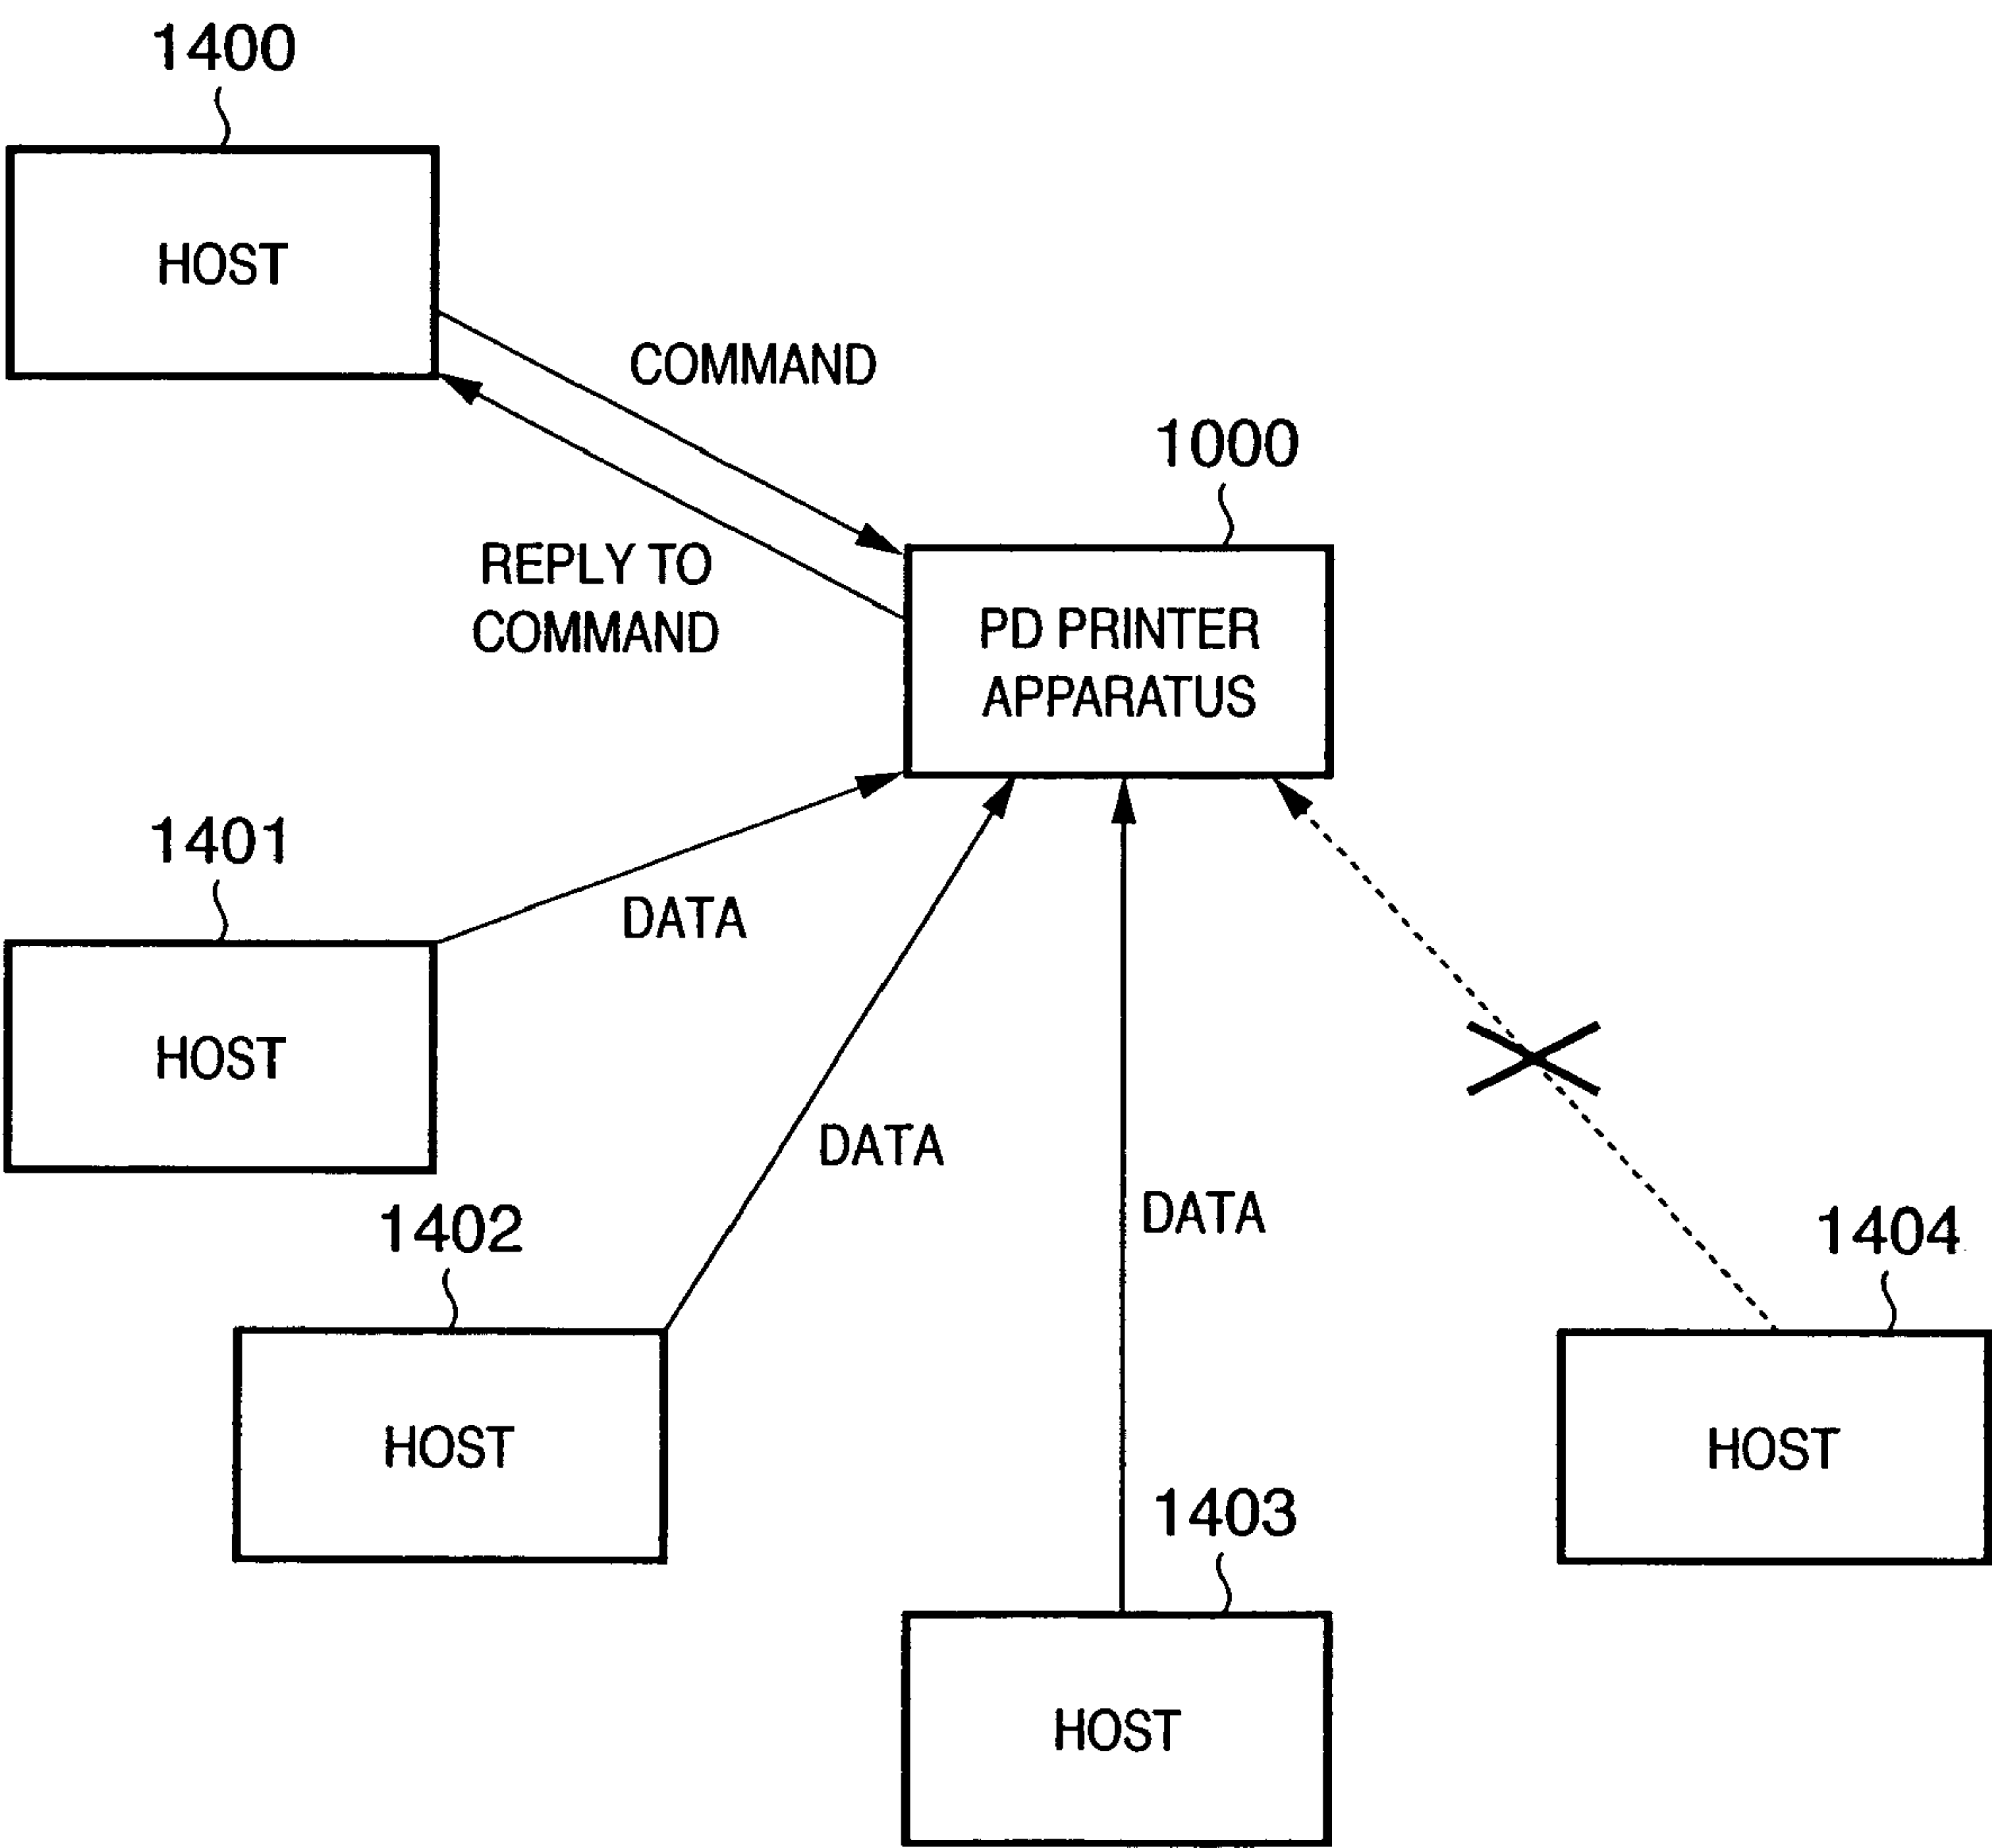 1400
HOST
COMMAND
REPLY TO
COMMAND
1000
PD PRINTER
APPARATUS
1401
HOST
DATA
1402
HOST
DATA
DATA
1403
HOST
1404
HOST